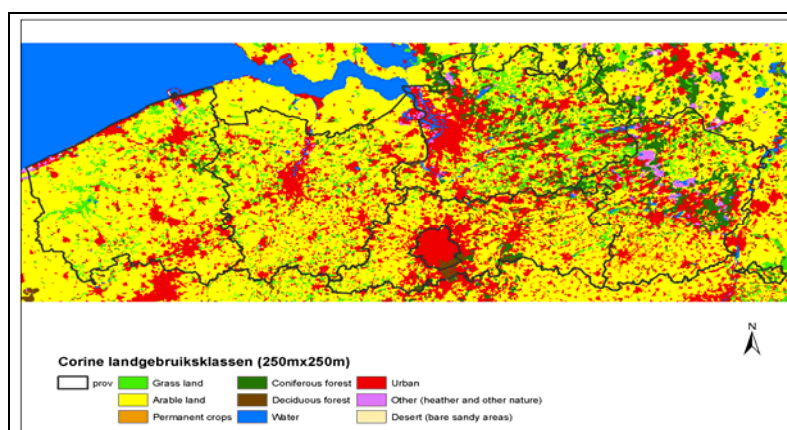 N
Corine landgebruiksklassen (250mx250m)
prov Grass land Coniferous forest Urban
Arable land Deciduous forest Other (heather and other nature)
Permanent crops Water Desert (bare sandy areas)